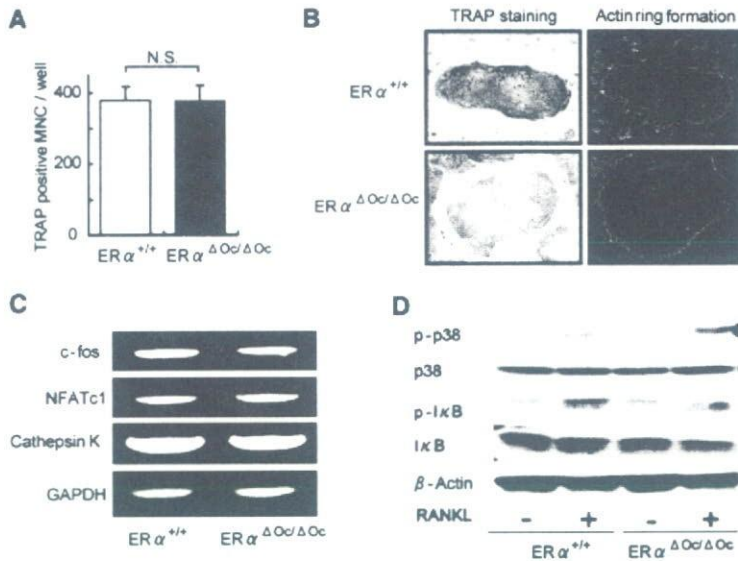 A
N.S.
TRAP positive MNC / well
400
200
0
ERα+/+
ERαΔOc/ΔOc
B
TRAP staining
Actin ring formation
ERα+/+
ERαΔOc/ΔOc
C
c-fos
NFATc1
Cathepsin K
GAPDH
ERα+/+
ERαΔOc/ΔOc
D
p-p38
p38
p-IκB
IκB
β-Actin
RANKL
- + - +
ERα+/+
ERαΔOc/ΔOc